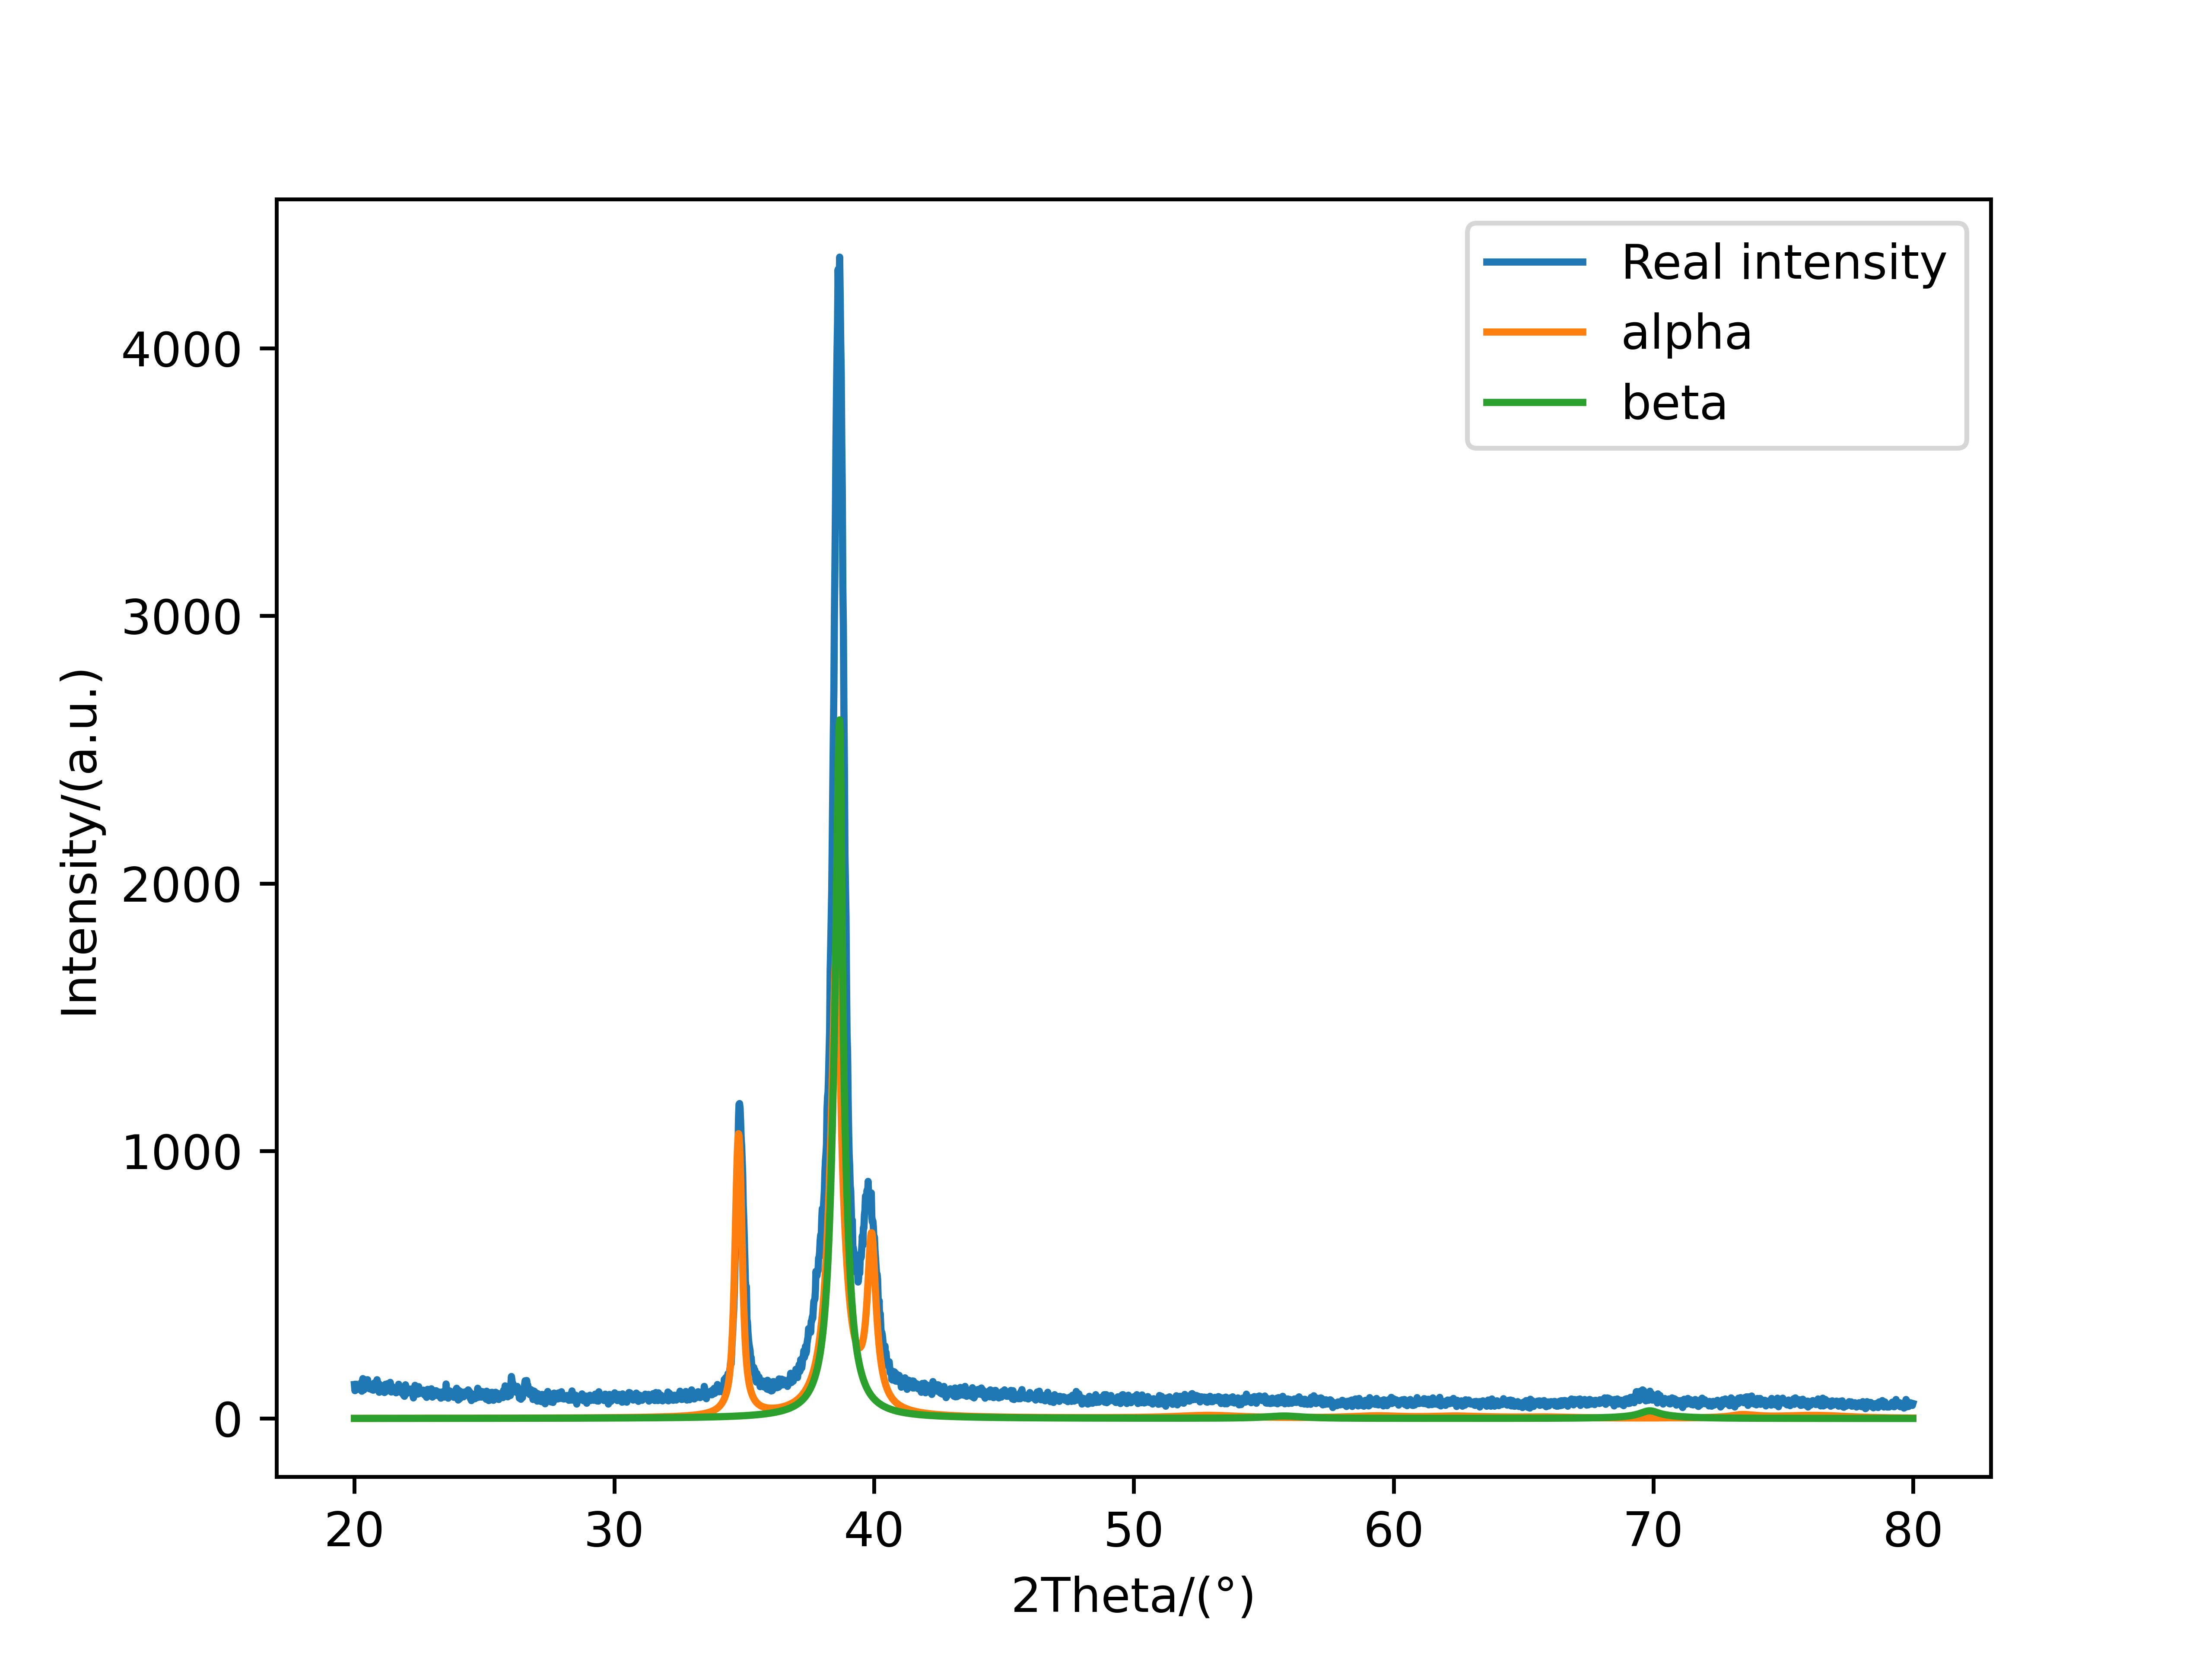 Real intensity
alpha
beta
4000
3000
2000
1000
0
Intensity/(a.u.)
20 30 40 50 60 70 80
2Theta/(°)